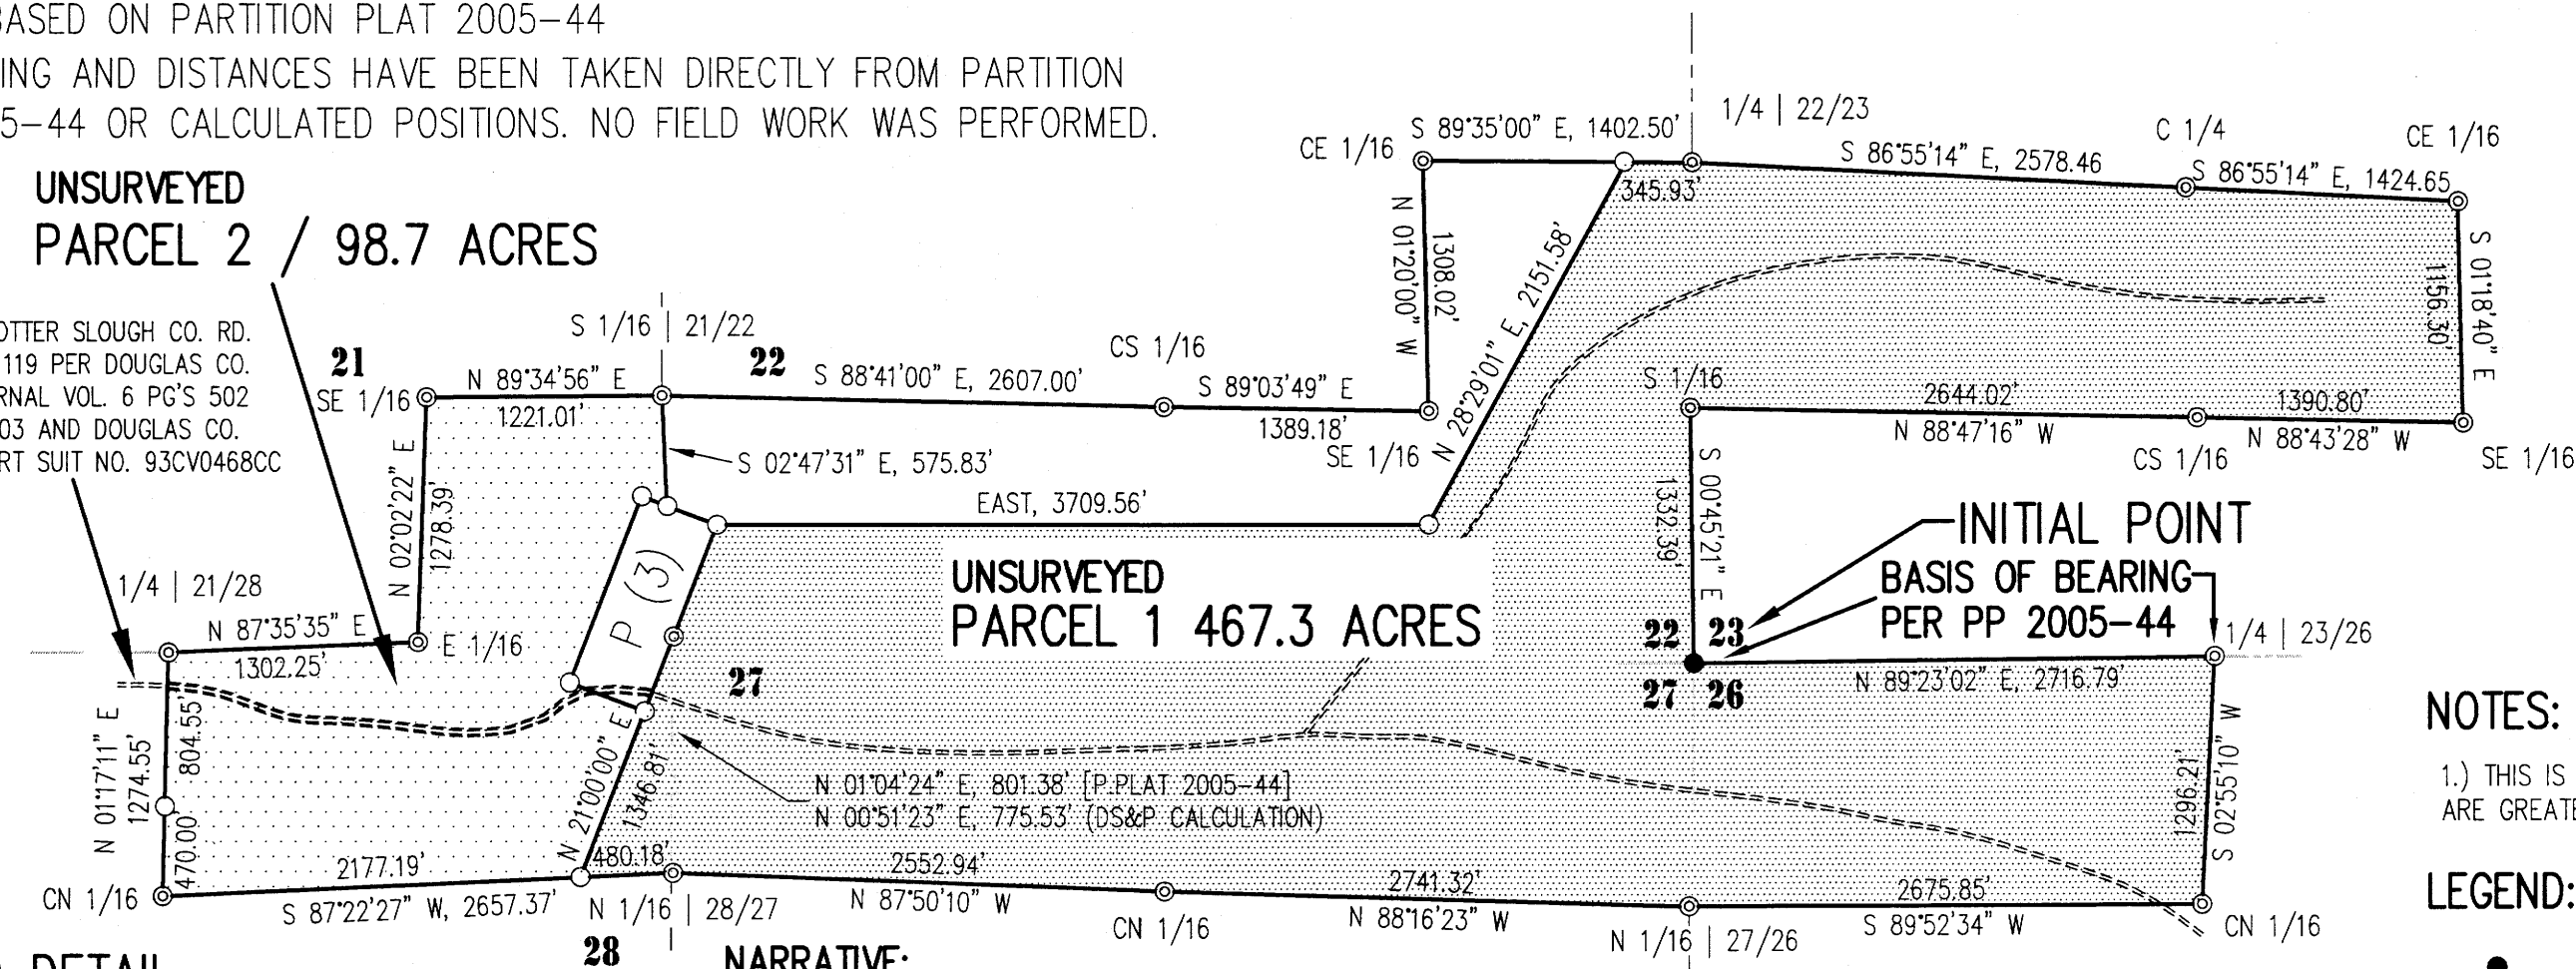 BASED ON PARTITION PLAT 2005-44
ING AND DISTANCES HAVE BEEN TAKEN DIRECTLY FROM PARTITION
5-44 OR CALCULATED POSITIONS. NO FIELD WORK WAS PERFORMED.
UNSURVEYED
PARCEL 2 / 98.7 ACRES
OTTER SLOUGH CO. RD.
119 PER DOUGLAS CO.
RNAL VOL. 6 PG'S 502
03 AND DOUGLAS CO.
RT SUIT NO. 93CV0468CC
CE 1/16
S 89°35'00" E, 1402.50'
345.93'
1/4 | 22/23
S 86°55'14" E, 2578.46
C 1/4
S 86°55'14" E, 1424.65
CE 1/16
N 01°20'00" W
1308.02'
N 28°29'01" E, 2151.58'
S 01°18'40" E
1156.30'
21
SE 1/16
N 89°34'56" E
1221.01'
S 1/16 | 21/22
22
S 88°41'00" E, 2607.00'
CS 1/16
S 89°03'49" E
1389.18'
SE 1/16
S 1/16
2644.02'
N 88°47'16" W
CS 1/16
1390.80'
N 88°43'28" W
SE 1/16
N 02°02'22" E
1278.39'
S 02°47'31" E, 575.83'
EAST, 3709.56'
S 00°45'21" E
1332.39'
INITIAL POINT
BASIS OF BEARING
PER PP 2005-44
UNSURVEYED
PARCEL 1 467.3 ACRES
P (3)
1/4 | 21/28
N 87°35'35" E
1302.25'
E 1/16
27
22 23
27 26
N 89°23'02" E, 2716.79'
1/4 | 23/26
N 01°17'11" E
1274.55'
804.55'
470.00'
N 21°00'00" E
1346.81'
N 01°04'24" E, 801.38' [P.PLAT 2005-44]
N 00°51'23" E, 775.53' (DS&P CALCULATION)
S 02°55'10" W
1296.21'
NOTES:
1.) THIS IS
ARE GREATE
LEGEND:
CN 1/16
2177.19'
S 87°22'27" W, 2657.37'
480.18'
N 1/16 | 28/27
2552.94'
N 87°50'10" W
CN 1/16
2741.32'
N 88°16'23" W
N 1/16 | 27/26
2675.85'
S 89°52'34" W
CN 1/16
28
DETAIL
NARRATIVE: